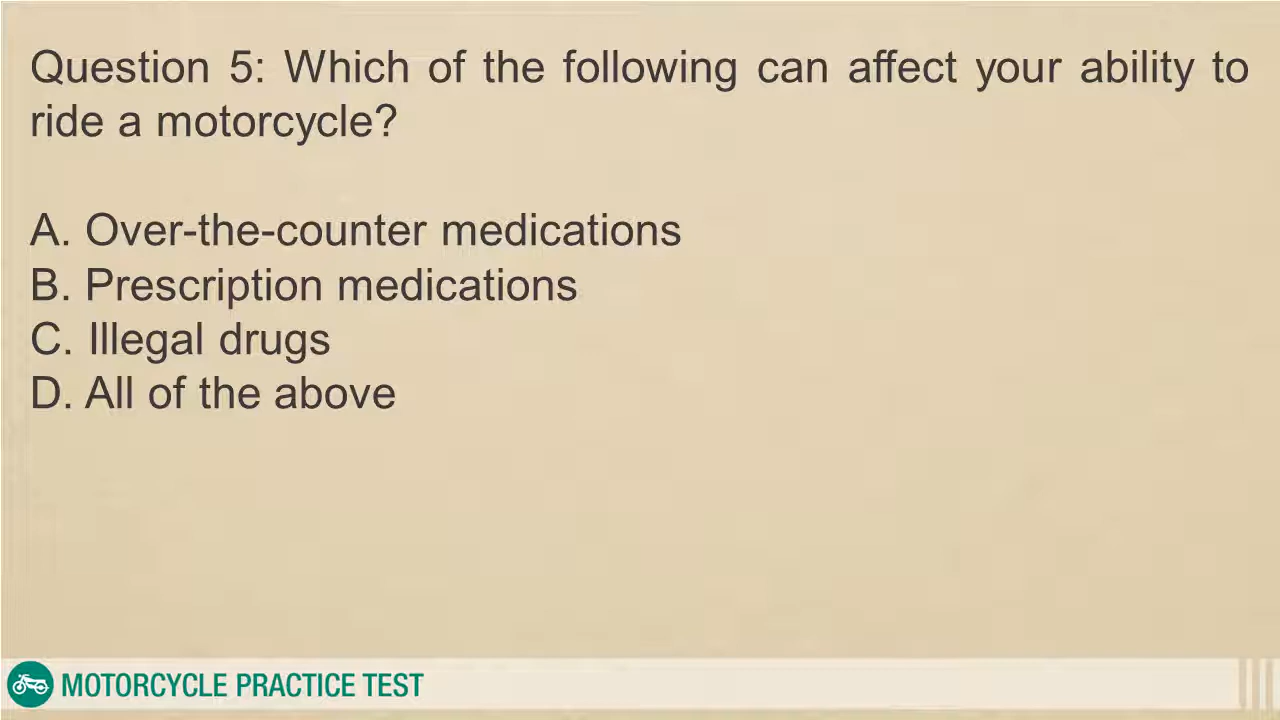 Question 5: Which of the following can affect your ability to
ride a motorcycle?
A. Over-the-counter medications
B. Prescription medications
C. Illegal drugs
D. All of the above
MOTORCYCLE PRACTICE TEST